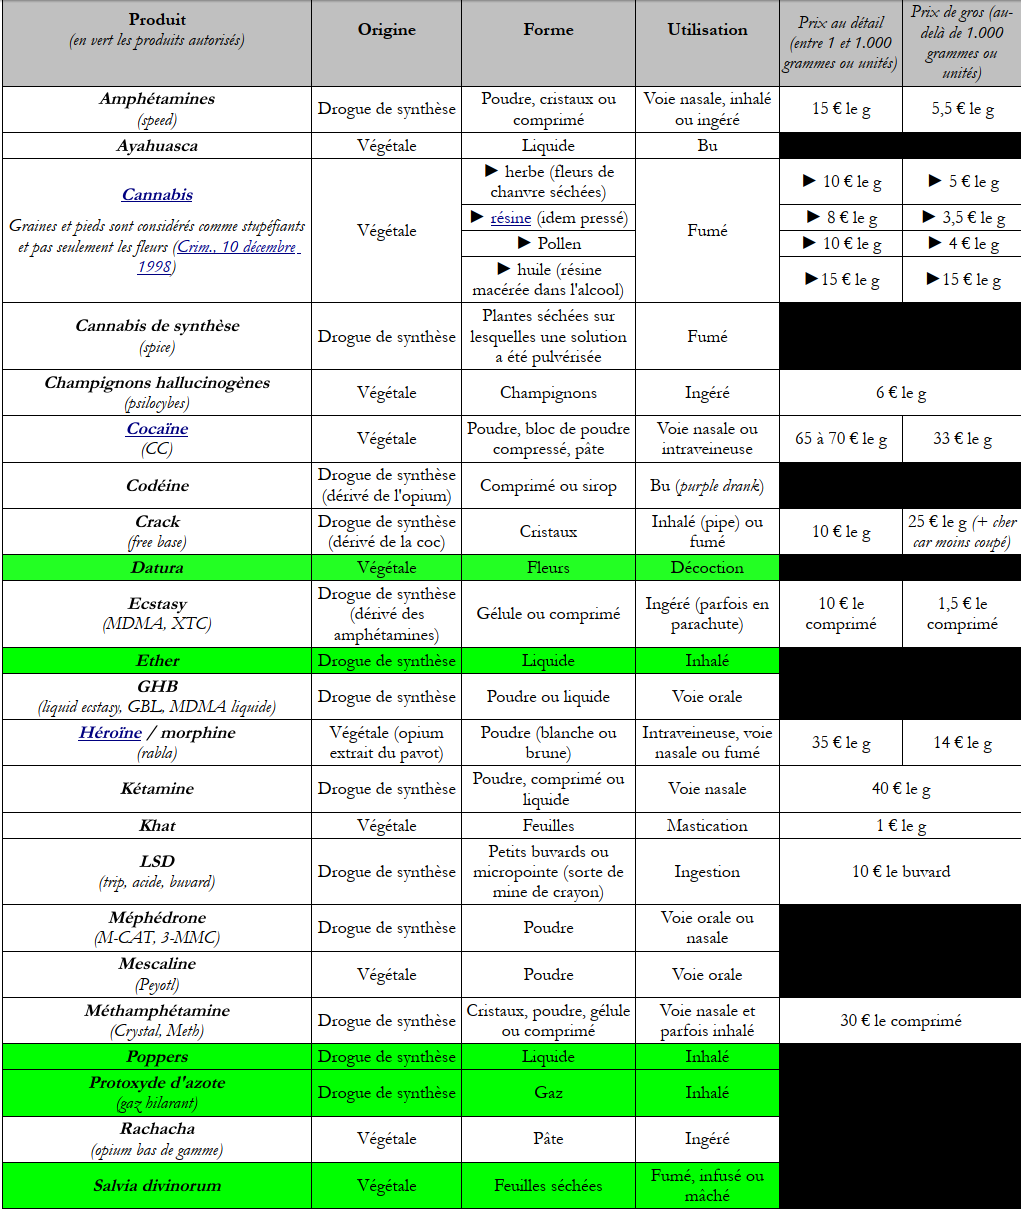 Produit
(en vert les produits autorisés)
Origine
Forme
Utilisation
Prix au détail
(entre 1 et 1.000
grammes ou unités)
Prix de gros (au-
delà de 1.000
grammes ou
unités)
Amphétamines
(speed)
Drogue de synthèse
Poudre, cristaux ou
comprimé
Voie nasale, inhalé
ou ingéré
15 € le g
5,5 € le g
Ayahuasca
Végétale
Liquide
Bu
Cannabis
Graines et pieds sont considérés comme stupéfiants
et pas seulement les fleurs (Crim., 10 décembre
1998)
Végétale
► herbe (fleurs de
chanvre séchées)
► résine (idem pressé)
► Pollen
► huile (résine
macérée dans l'alcool)
Fumé
► 10 € le g
► 5 € le g
► 8 € le g
► 3,5 € le g
► 10 € le g
► 4 € le g
►15 € le g
►15 € le g
Cannabis de synthèse
(spice)
Drogue de synthèse
Plantes séchées sur
lesquelles une solution
a été pulvérisée
Fumé
Champignons hallucinogènes
(psilocybes)
Végétale
Champignons
Ingéré
6 € le g
Cocaïne
(CC)
Végétale
Poudre, bloc de poudre
compressé, pâte
Voie nasale ou
intraveineuse
65 à 70 € le g
33 € le g
Codéine
Drogue de synthèse
(dérivé de l'opium)
Comprimé ou sirop
Bu (purple drank)
Crack
(free base)
Drogue de synthèse
(dérivé de la coc)
Cristaux
Inhalé (pipe) ou
fumé
10 € le g
25 € le g (+ cher
car moins coupé)
Datura
Végétale
Fleurs
Décoction
Ecstasy
(MDMA, XTC)
Drogue de synthèse
(dérivé des
amphétamines)
Gélule ou comprimé
Ingéré (parfois en
parachute)
10 € le
comprimé
1,5 € le
comprimé
Ether
Drogue de synthèse
Liquide
Inhalé
GHB
(liquid ecstasy, GBL, MDMA liquide)
Drogue de synthèse
Poudre ou liquide
Voie orale
Héroïne / morphine
(rabla)
Végétale (opium
extrait du pavot)
Poudre (blanche ou
brune)
Intraveineuse, voie
nasale ou fumé
35 € le g
14 € le g
Kétamine
Drogue de synthèse
Poudre, comprimé ou
liquide
Voie nasale
40 € le g
Khat
Végétale
Feuilles
Mastication
1 € le g
LSD
(trip, acide, buvard)
Drogue de synthèse
Petits buvards ou
micropointe (sorte de
mine de crayon)
Ingestion
10 € le buvard
Méphédrone
(M-CAT, 3-MMC)
Drogue de synthèse
Poudre
Voie orale ou
nasale
Mescaline
(Peyotl)
Végétale
Poudre
Voie orale
Méthamphétamine
(Crystal, Meth)
Drogue de synthèse
Cristaux, poudre, gélule
ou comprimé
Voie nasale et
parfois inhalé
30 € le comprimé
Poppers
Drogue de synthèse
Liquide
Inhalé
Protoxyde d'azote
(gaz hilarant)
Drogue de synthèse
Gaz
Inhalé
Rachacha
(opium bas de gamme)
Végétale
Pâte
Ingéré
Salvia divinorum
Végétale
Feuilles séchées
Fumé, infusé ou
mâché